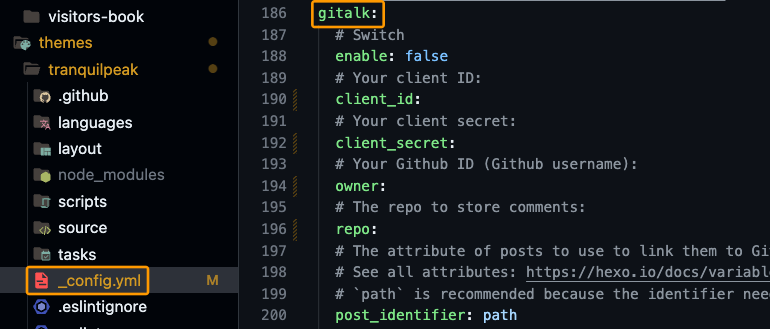 visitors-book
themes
tranquilpeak
.github
languages
layout
node_modules
scripts
source
tasks
_config.yml M
.eslintignore
186 gitalk:
187 # Switch
188 enable: false
189 # Your client ID:
190 client_id:
191 # Your client secret:
192 client_secret:
193 # Your Github ID (Github username):
194 owner:
195 # The repo to store comments:
196 repo:
197 # The attribute of posts to use to link them to Gi
198 # See all attributes: https://hexo.io/docs/variabl
199 # `path` is recommended because the identifier nee
200 post_identifier: path